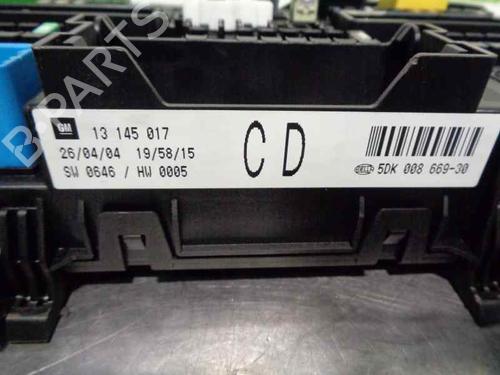 GM 13 145 017
26/04/04 19/58/15
SW 0646 / HW 0005
CD
HELLA 5DK 008 669-30
B-PARTS